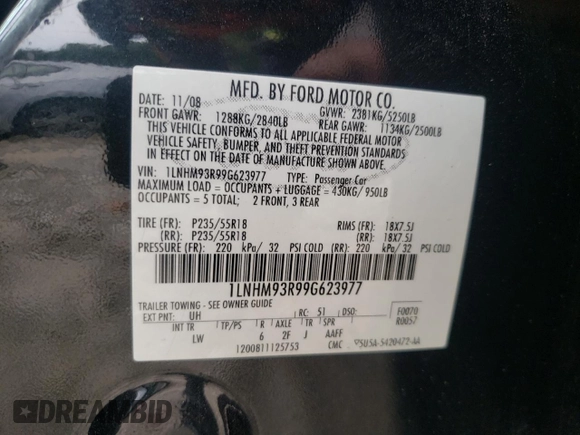 MFD. BY FORD MOTOR CO.
DATE: 11/08 GVWR: 2381KG/5250LB
FRONT GAWR: 1288KG/2840LB REAR GAWR: 1134KG/2500LB
THIS VEHICLE CONFORMS TO ALL APPLICABLE FEDERAL MOTOR
VEHICLE SAFETY, BUMPER, AND THEFT PREVENTION STANDARDS
IN EFFECT ON THE DATE OF MANUFACTURE SHOWN ABOVE.
VIN: 1LNHM93R99G623977 TYPE: Passenger Car
MAXIMUM LOAD = OCCUPANTS + LUGGAGE = 430KG/ 950LB
OCCUPANTS = 5 TOTAL; 2 FRONT, 3 REAR
TIRE (FR): P235/55R18 RIMS (FR): 18X7.5J
(RR): P235/55R18 (RR): 18X7.5J
PRESSURE (FR): 220 kPa/ 32 PSI COLD (RR): 220 kPa/ 32 PSI COLD
1LNHM93R99G623977
TRAILER TOWING - SEE OWNER GUIDE
EXT PNT: UH RC: 51 DSO: F0070
R0057
INT TR TP/PS R AXLE TR SPR
LW 6 2F J AAFF
1200811125753 CMC 5U5A-5420472-AA
DREAMBID